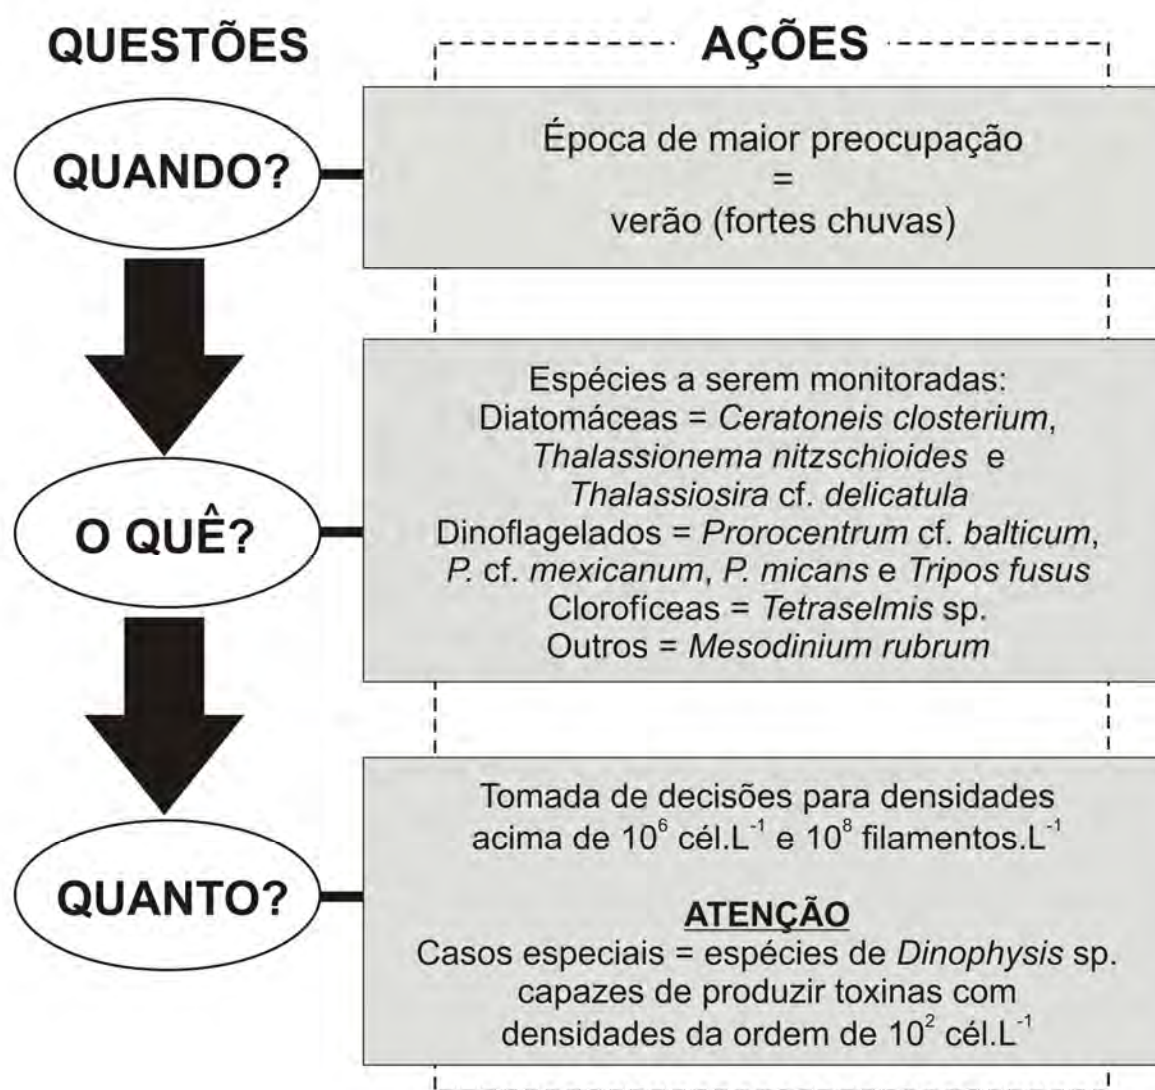 QUESTÕES
AÇÕES
QUANDO?
Época de maior preocupação
=
verão (fortes chuvas)
O QUÊ?
Espécies a serem monitoradas:
Diatomáceas = Ceratoneis closterium,
Thalassionema nitzschioides e
Thalassiosira cf. delicatula
Dinoflagelados = Prorocentrum cf. balticum,
P. cf. mexicanum, P. micans e Tripos fusus
Clorofíceas = Tetraselmis sp.
Outros = Mesodinium rubrum
QUANTO?
Tomada de decisões para densidades
acima de 10⁶ cél.L⁻¹ e 10⁸ filamentos.L⁻¹
ATENÇÃO
Casos especiais = espécies de Dinophysis sp.
capazes de produzir toxinas com
densidades da ordem de 10² cél.L⁻¹